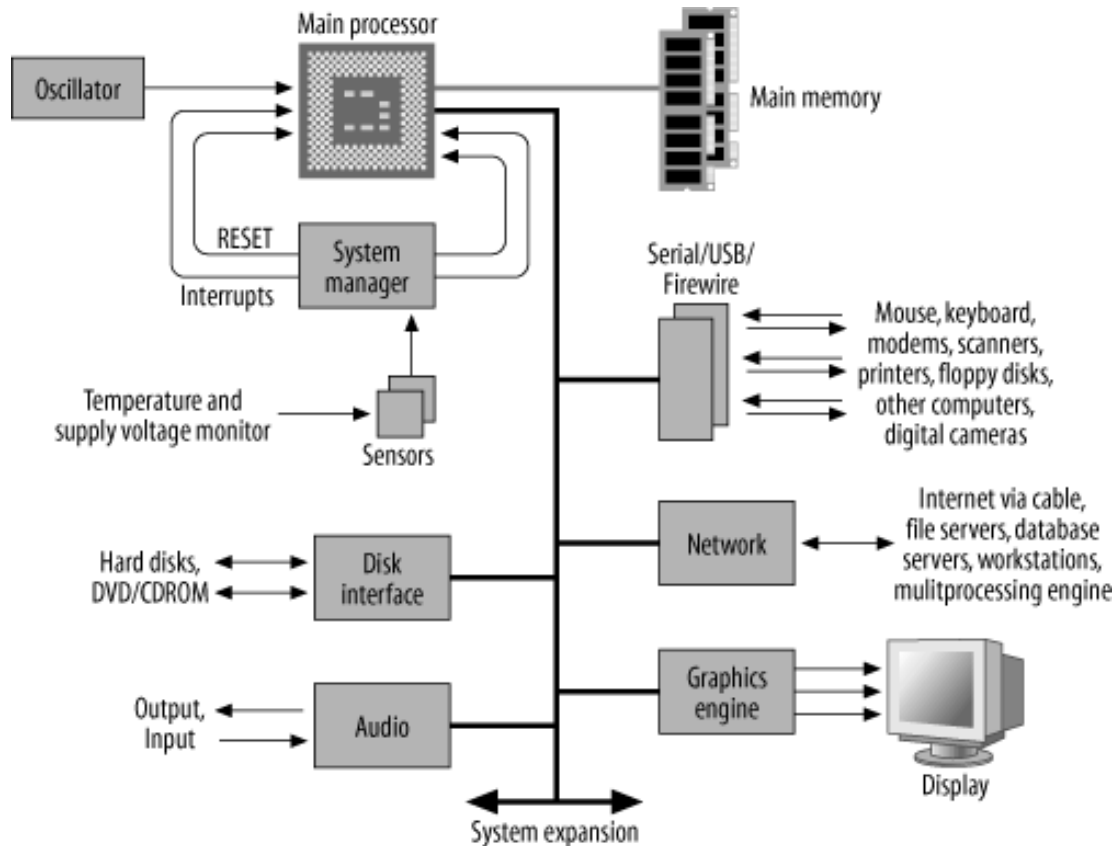 Main processor
Oscillator
Main memory
RESET
System
manager
Interrupts
Serial/USB/
Firewire
Mouse, keyboard,
modems, scanners,
printers, floppy disks,
other computers,
digital cameras
Temperature and
supply voltage monitor
Sensors
Internet via cable,
file servers, database
servers, workstations,
mulitprocessing engine
Network
Hard disks,
DVD/CDROM
Disk
interface
Graphics
engine
Output,
Input
Audio
Display
System expansion